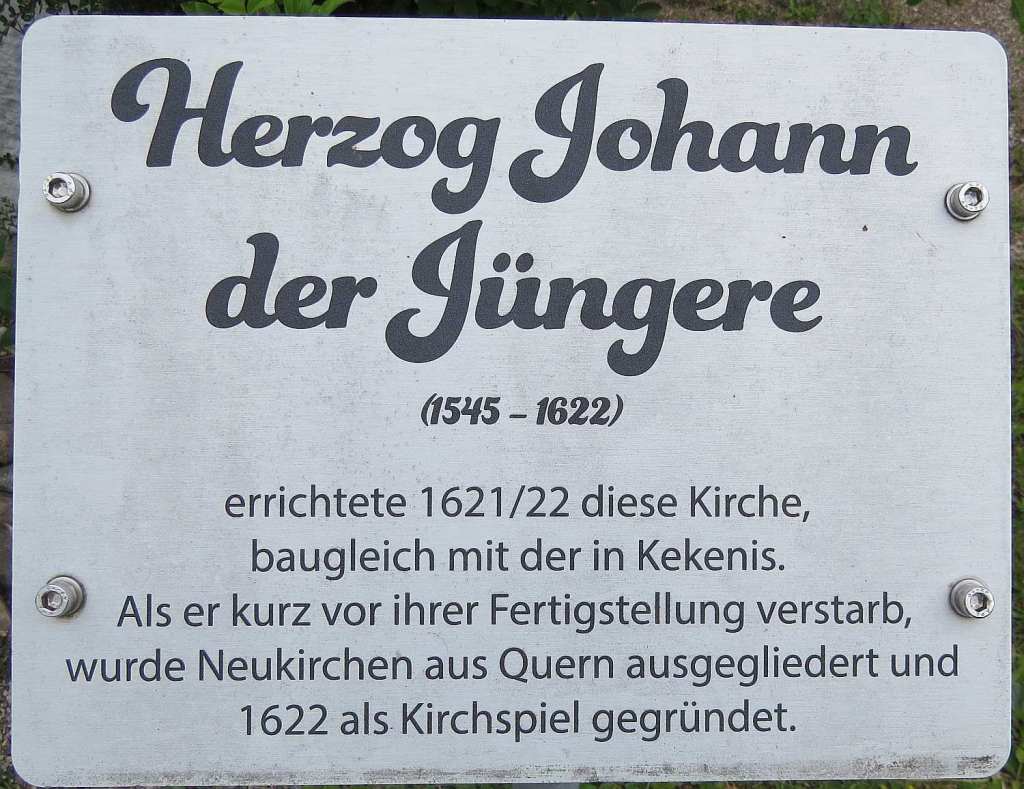 Herzog Johann
der Jüngere
(1545 – 1622)
errichtete 1621/22 diese Kirche,
baugleich mit der in Kekenis.
Als er kurz vor ihrer Fertigstellung verstarb,
wurde Neukirchen aus Quern ausgegliedert und
1622 als Kirchspiel gegründet.